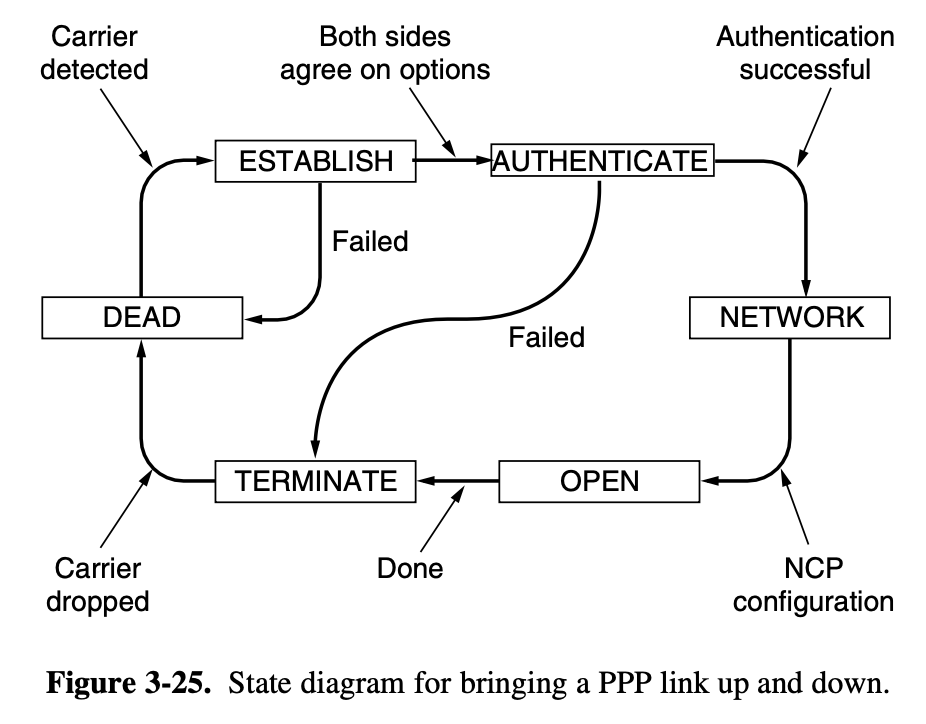 Carrier
detected
Both sides
agree on options
Authentication
successful
ESTABLISH
AUTHENTICATE
Failed
DEAD
NETWORK
Failed
TERMINATE
OPEN
Carrier
dropped
Done
NCP
configuration
Figure 3-25. State diagram for bringing a PPP link up and down.